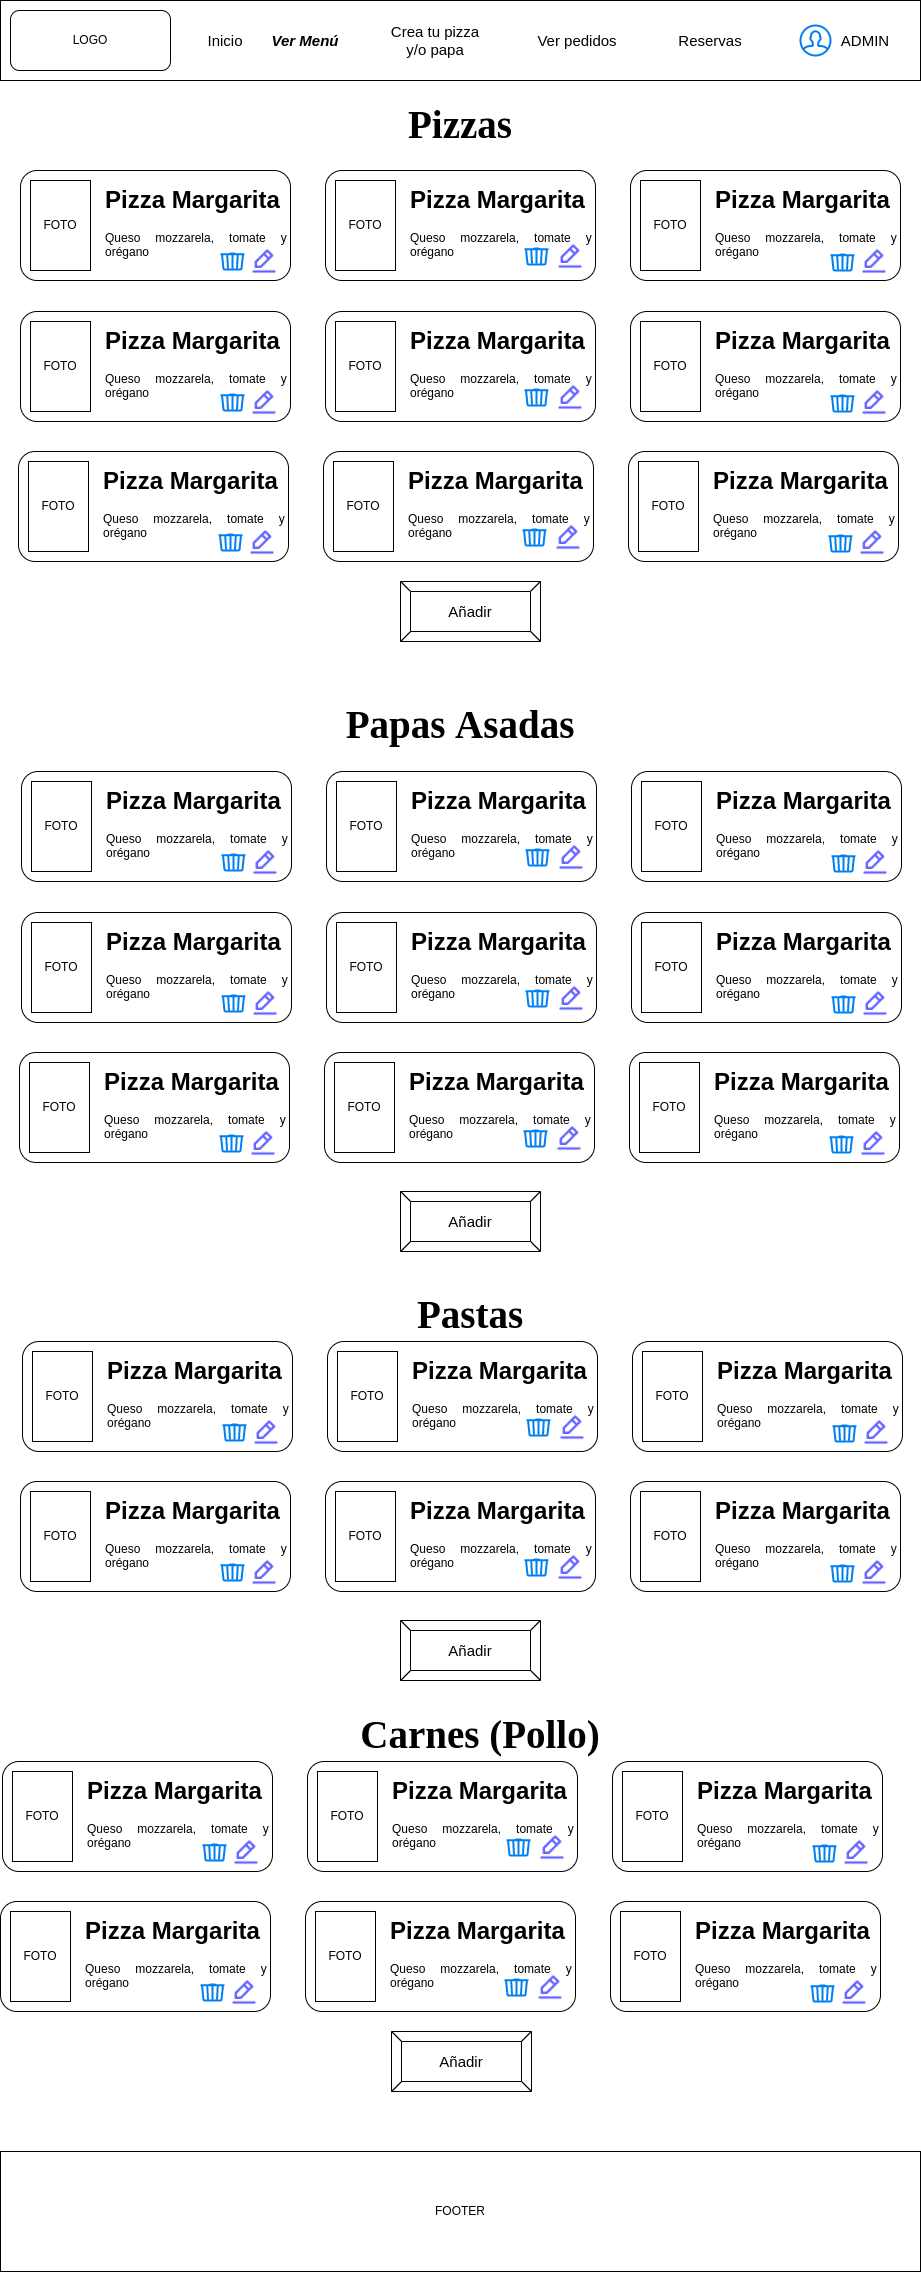 LOGO
Inicio
Ver Menú
Crea tu pizza
y/o papa
Ver pedidos
Reservas
ADMIN
Pizzas
FOTO
Pizza Margarita
Queso mozzarela, tomate y
orégano
FOTO
Pizza Margarita
Queso mozzarela, tomate y
orégano
FOTO
Pizza Margarita
Queso mozzarela, tomate y
orégano
FOTO
Pizza Margarita
Queso mozzarela, tomate y
orégano
FOTO
Pizza Margarita
Queso mozzarela, tomate y
orégano
FOTO
Pizza Margarita
Queso mozzarela, tomate y
orégano
FOTO
Pizza Margarita
Queso mozzarela, tomate y
orégano
FOTO
Pizza Margarita
Queso mozzarela, tomate y
orégano
FOTO
Pizza Margarita
Queso mozzarela, tomate y
orégano
Añadir
Papas Asadas
FOTO
Pizza Margarita
Queso mozzarela, tomate y
orégano
FOTO
Pizza Margarita
Queso mozzarela, tomate y
orégano
FOTO
Pizza Margarita
Queso mozzarela, tomate y
orégano
FOTO
Pizza Margarita
Queso mozzarela, tomate y
orégano
FOTO
Pizza Margarita
Queso mozzarela, tomate y
orégano
FOTO
Pizza Margarita
Queso mozzarela, tomate y
orégano
FOTO
Pizza Margarita
Queso mozzarela, tomate y
orégano
FOTO
Pizza Margarita
Queso mozzarela, tomate y
orégano
FOTO
Pizza Margarita
Queso mozzarela, tomate y
orégano
Añadir
Pastas
FOTO
Pizza Margarita
Queso mozzarela, tomate y
orégano
FOTO
Pizza Margarita
Queso mozzarela, tomate y
orégano
FOTO
Pizza Margarita
Queso mozzarela, tomate y
orégano
FOTO
Pizza Margarita
Queso mozzarela, tomate y
orégano
FOTO
Pizza Margarita
Queso mozzarela, tomate y
orégano
FOTO
Pizza Margarita
Queso mozzarela, tomate y
orégano
Añadir
Carnes (Pollo)
FOTO
Pizza Margarita
Queso mozzarela, tomate y
orégano
FOTO
Pizza Margarita
Queso mozzarela, tomate y
orégano
FOTO
Pizza Margarita
Queso mozzarela, tomate y
orégano
FOTO
Pizza Margarita
Queso mozzarela, tomate y
orégano
FOTO
Pizza Margarita
Queso mozzarela, tomate y
orégano
FOTO
Pizza Margarita
Queso mozzarela, tomate y
orégano
Añadir
FOOTER